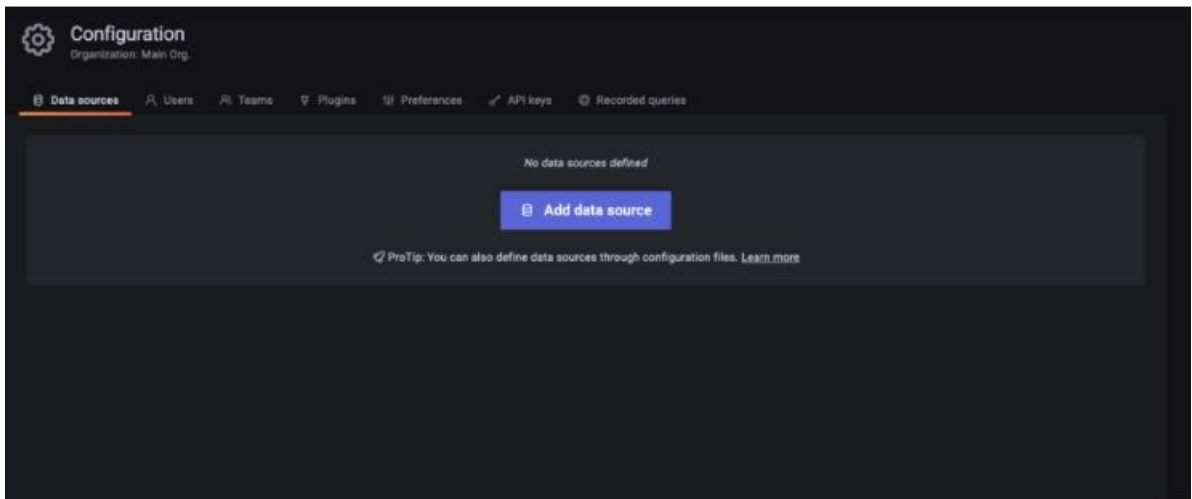 Configuration
Organization: Main Org.
Data sources Users Teams Plugins Preferences API keys Recorded queries
No data sources defined
Add data source
ProTip: You can also define data sources through configuration files. Learn more